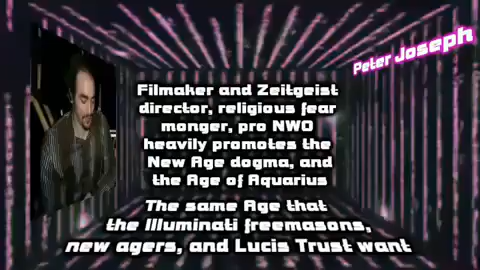 Peter Joseph
Filmaker and Zeitgeist
director, religious fear
monger, pro NWO
heavily promotes the
New Age dogma, and
the Age of Aquarius
The same Age that
the Illuminati freemasons,
new agers, and Lucis Trust want